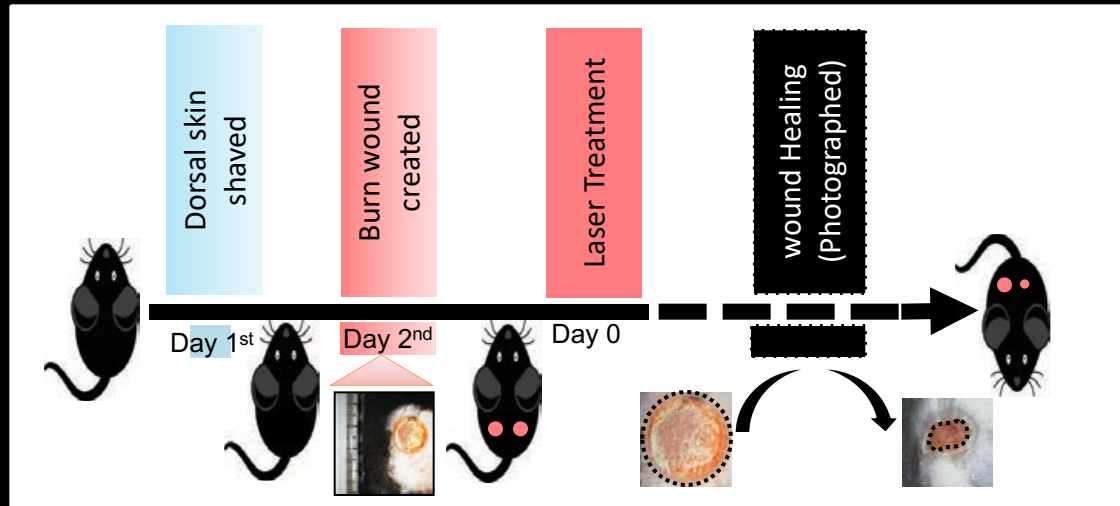 Dorsal skin
shaved
Burn wound
created
Laser Treatment
wound Healing
(Photographed)
Day 1st
Day 2nd
Day 0